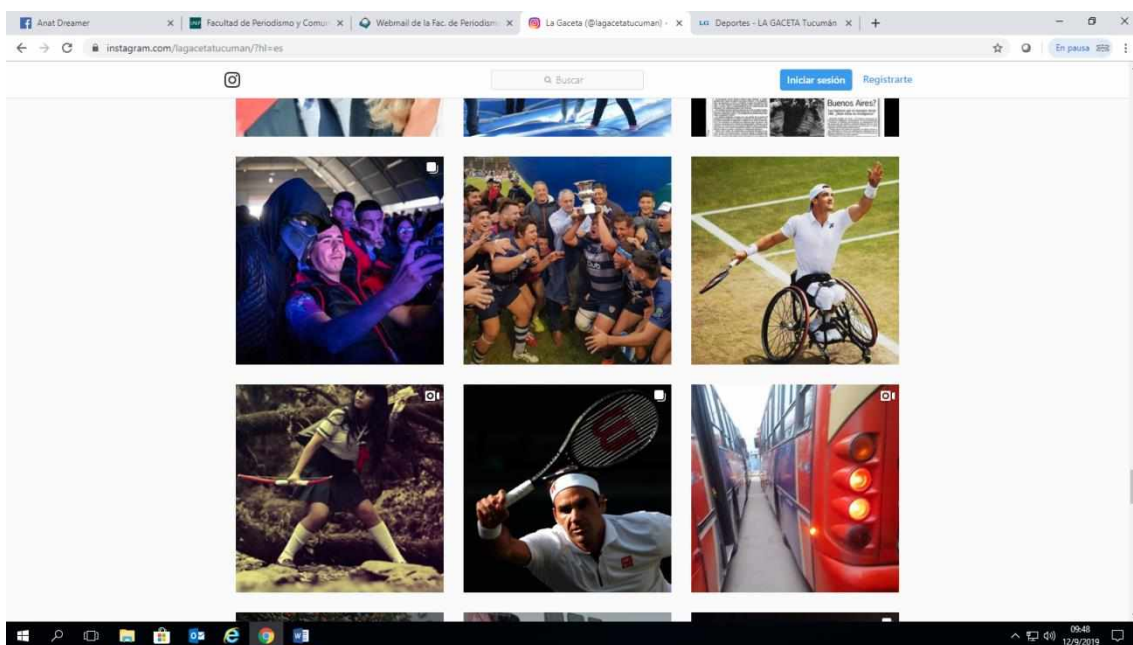 Anat Dreamer
Facultad de Periodismo y Comun
Webmail de la Fac. de Periodism
La Gaceta (@lagacetatucuman) -
LG Deportes - LA GACETA Tucumán
instagram.com/lagacetatucuman/?hl=es
En pausa
Buscar
Iniciar sesión
Registrarte
Buenos Aires?
09:48
12/9/2019